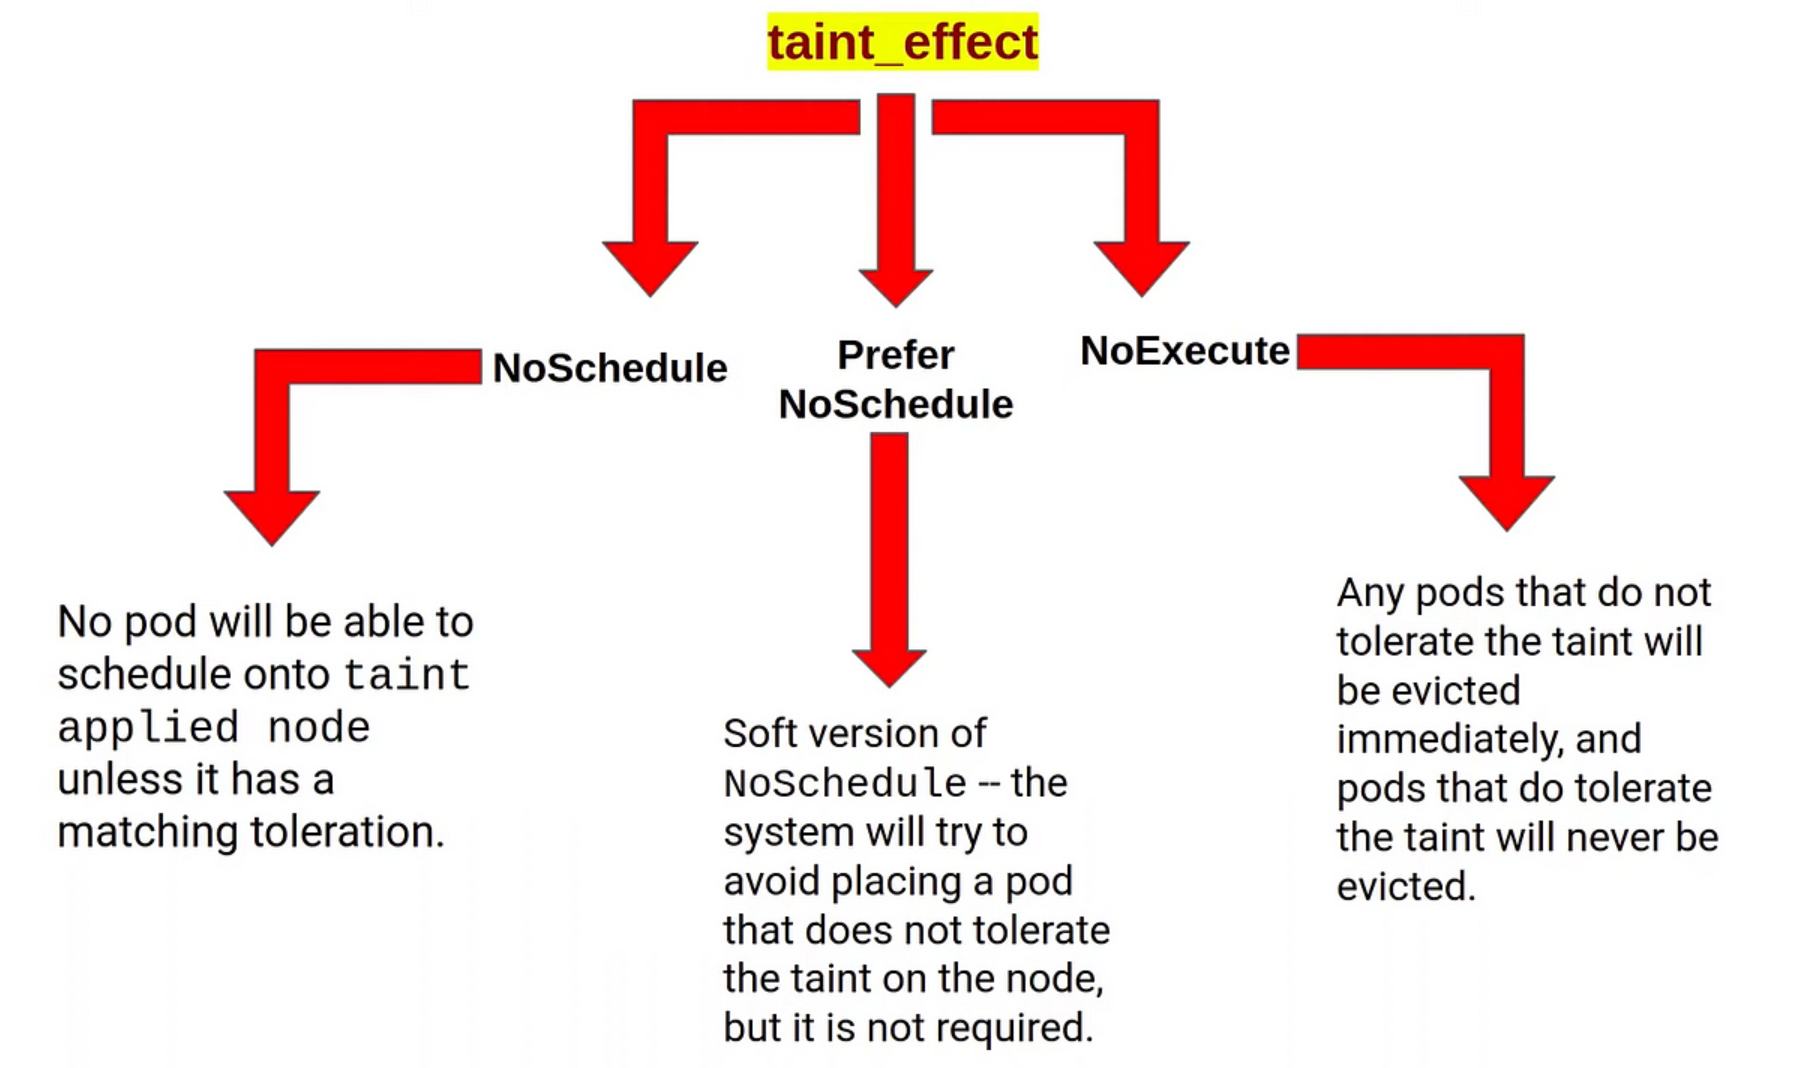 taint_effect
NoSchedule
Prefer
NoSchedule
NoExecute
No pod will be able to
schedule onto taint
applied node
unless it has a
matching toleration.
Soft version of
NoSchedule -- the
system will try to
avoid placing a pod
that does not tolerate
the taint on the node,
but it is not required.
Any pods that do not
tolerate the taint will
be evicted
immediately, and
pods that do tolerate
the taint will never be
evicted.